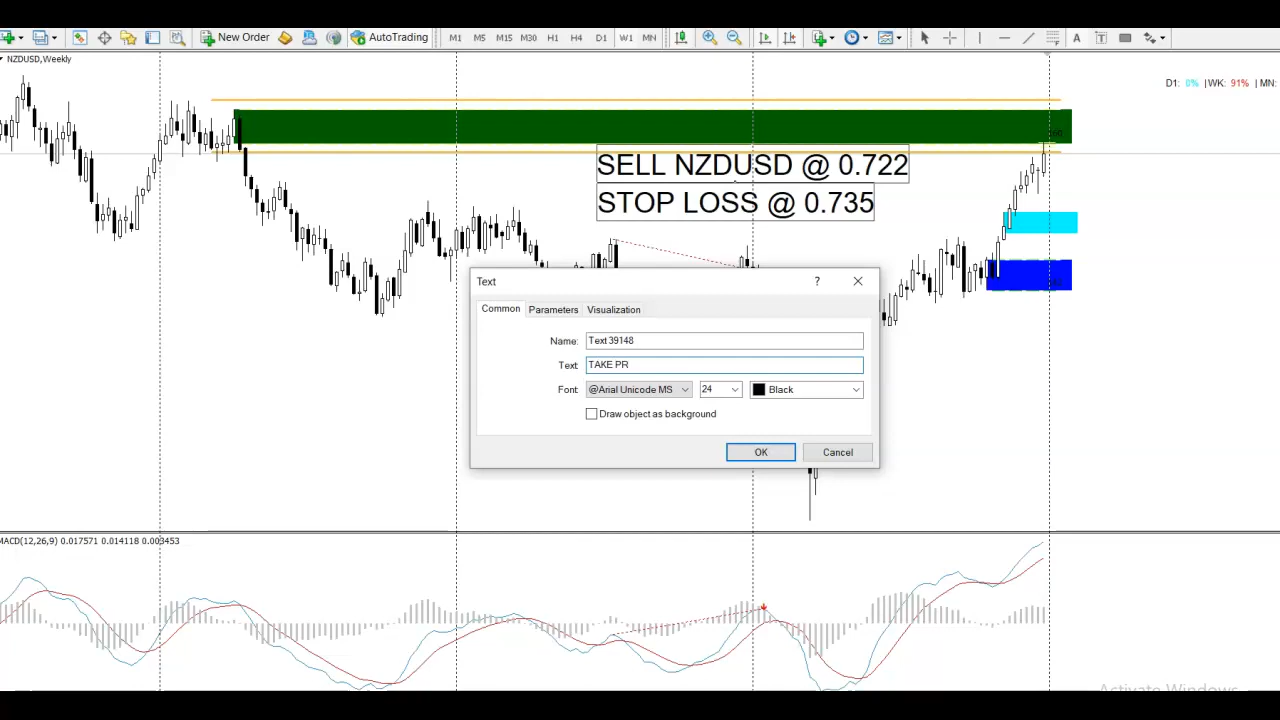 New Order
AutoTrading
M1 M5 M15 M30 H1 H4 D1 W1 MN
A T
NZDUSD,Weekly
D1: 0% |WK: 91% |MN:
SELL NZDUSD @ 0.722
STOP LOSS @ 0.735
Text ?
Common Parameters Visualization
Name: Text 39148
Text: TAKE PR
Font: @Arial Unicode MS 24 Black
Draw object as background
OK Cancel
MACD(12,26,9) 0.017571 0.014118 0.003453
Activate Windows